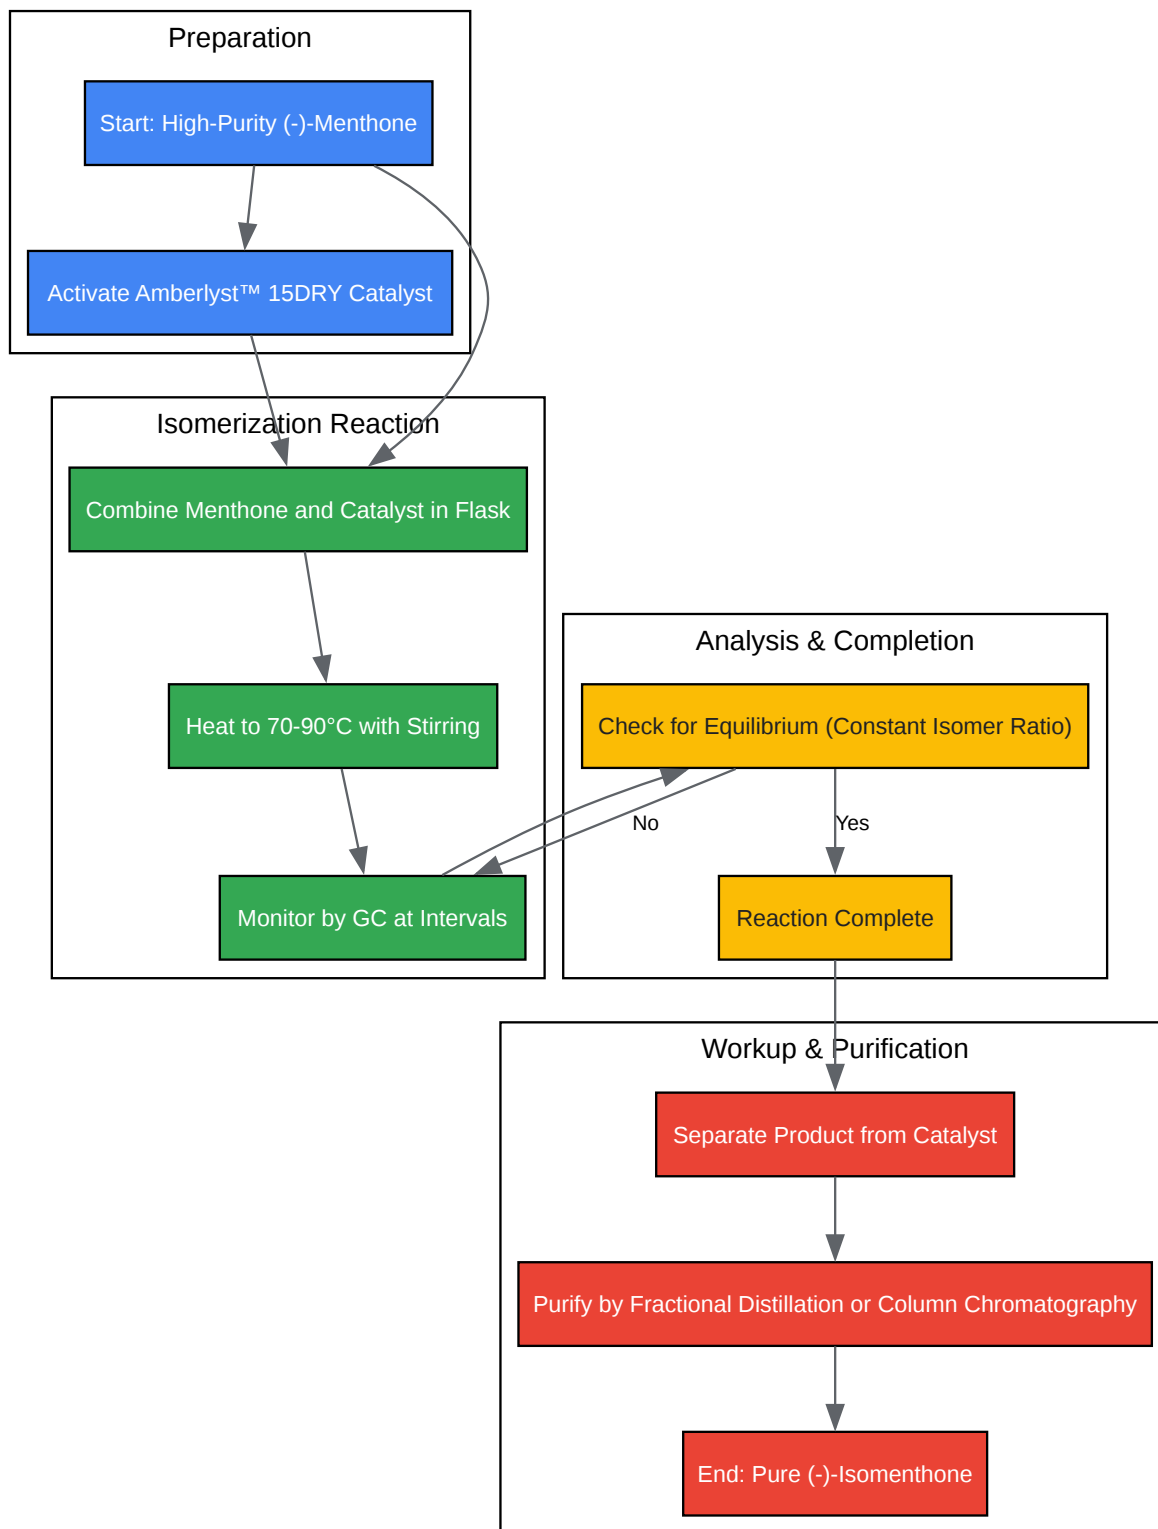 Preparation
Start: High-Purity (-)-Menthone
Activate Amberlyst™ 15DRY Catalyst
Isomerization Reaction
Combine Menthone and Catalyst in Flask
Heat to 70-90°C with Stirring
Monitor by GC at Intervals
Analysis & Completion
Check for Equilibrium (Constant Isomer Ratio)
No
Yes
Reaction Complete
Workup & Purification
Separate Product from Catalyst
Purify by Fractional Distillation or Column Chromatography
End: Pure (-)-Isomenthone